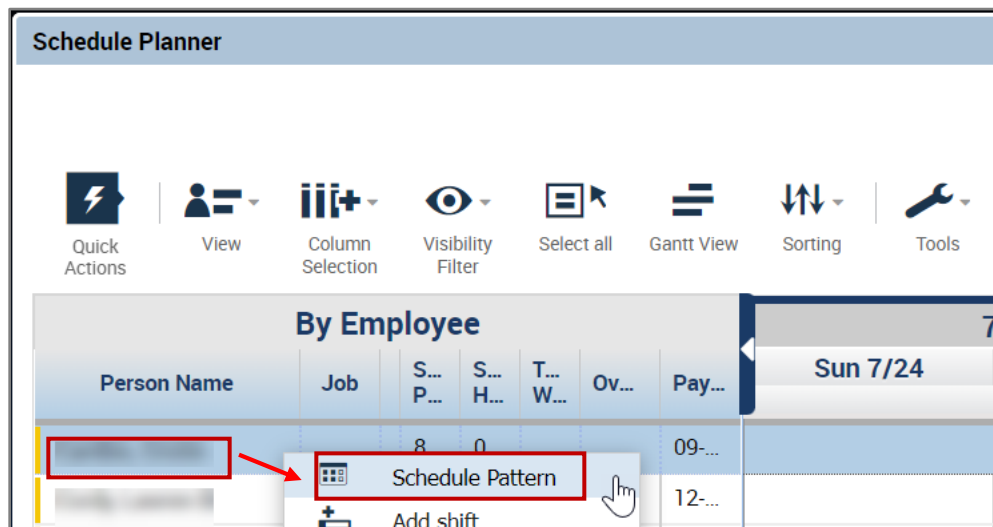 Schedule Planner
Quick
Actions
View
Column
Selection
Visibility
Filter
Select all
Gantt View
Sorting
Tools
By Employee
7
Person Name
Job
S...
P...
S...
H...
T...
W...
Ov...
Pay...
Sun 7/24
8
0
09-...
Schedule Pattern
12-...
Add shift